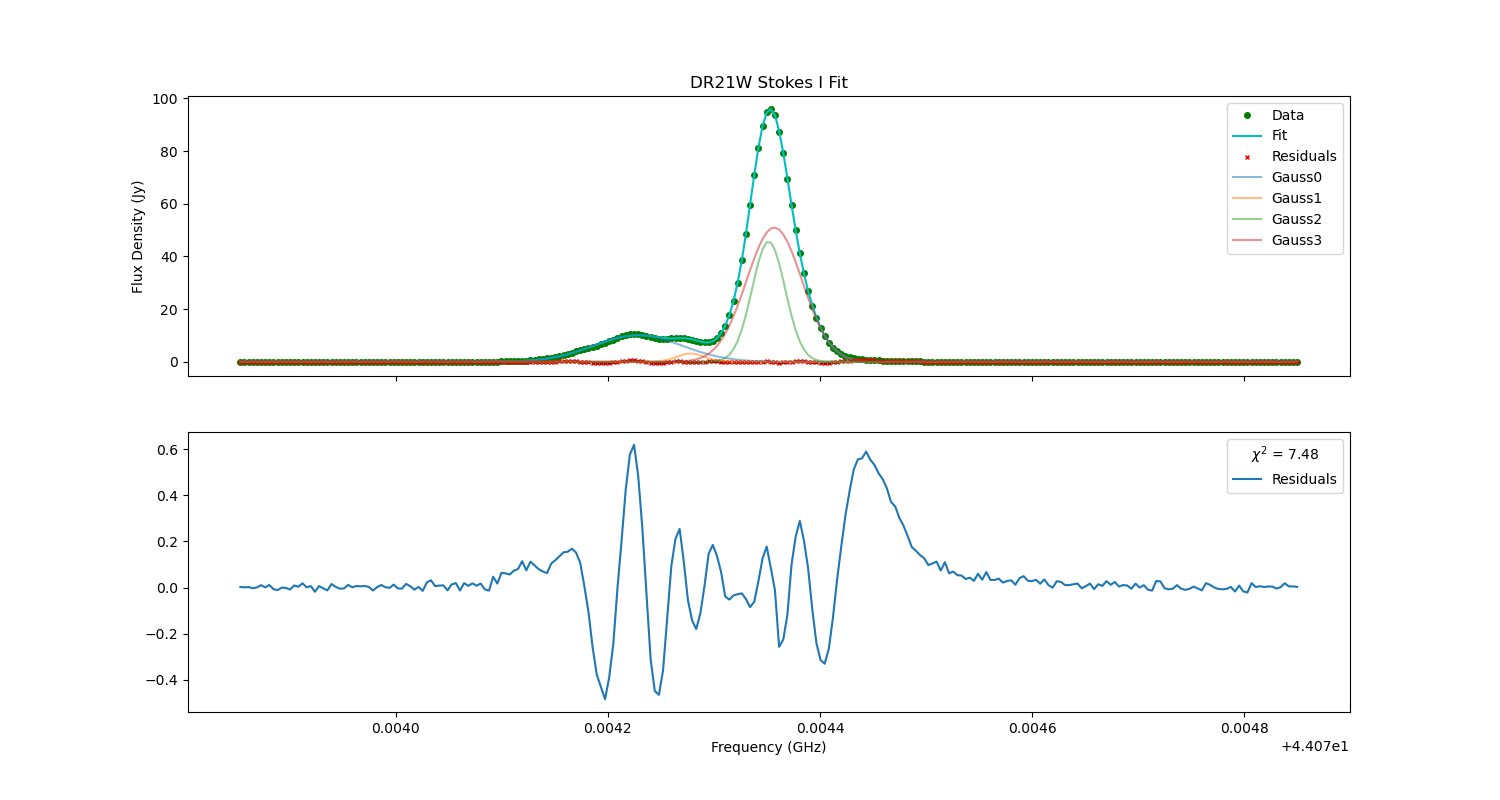 DR21W Stokes I Fit
100
80
60
40
20
0
Flux Density (Jy)
Data
Fit
Residuals
Gauss0
Gauss1
Gauss2
Gauss3
0.6
0.4
0.2
0.0
−0.2
−0.4
χ² = 7.48
Residuals
0.0040 0.0042 0.0044 0.0046 0.0048
Frequency (GHz)
+4.407e1